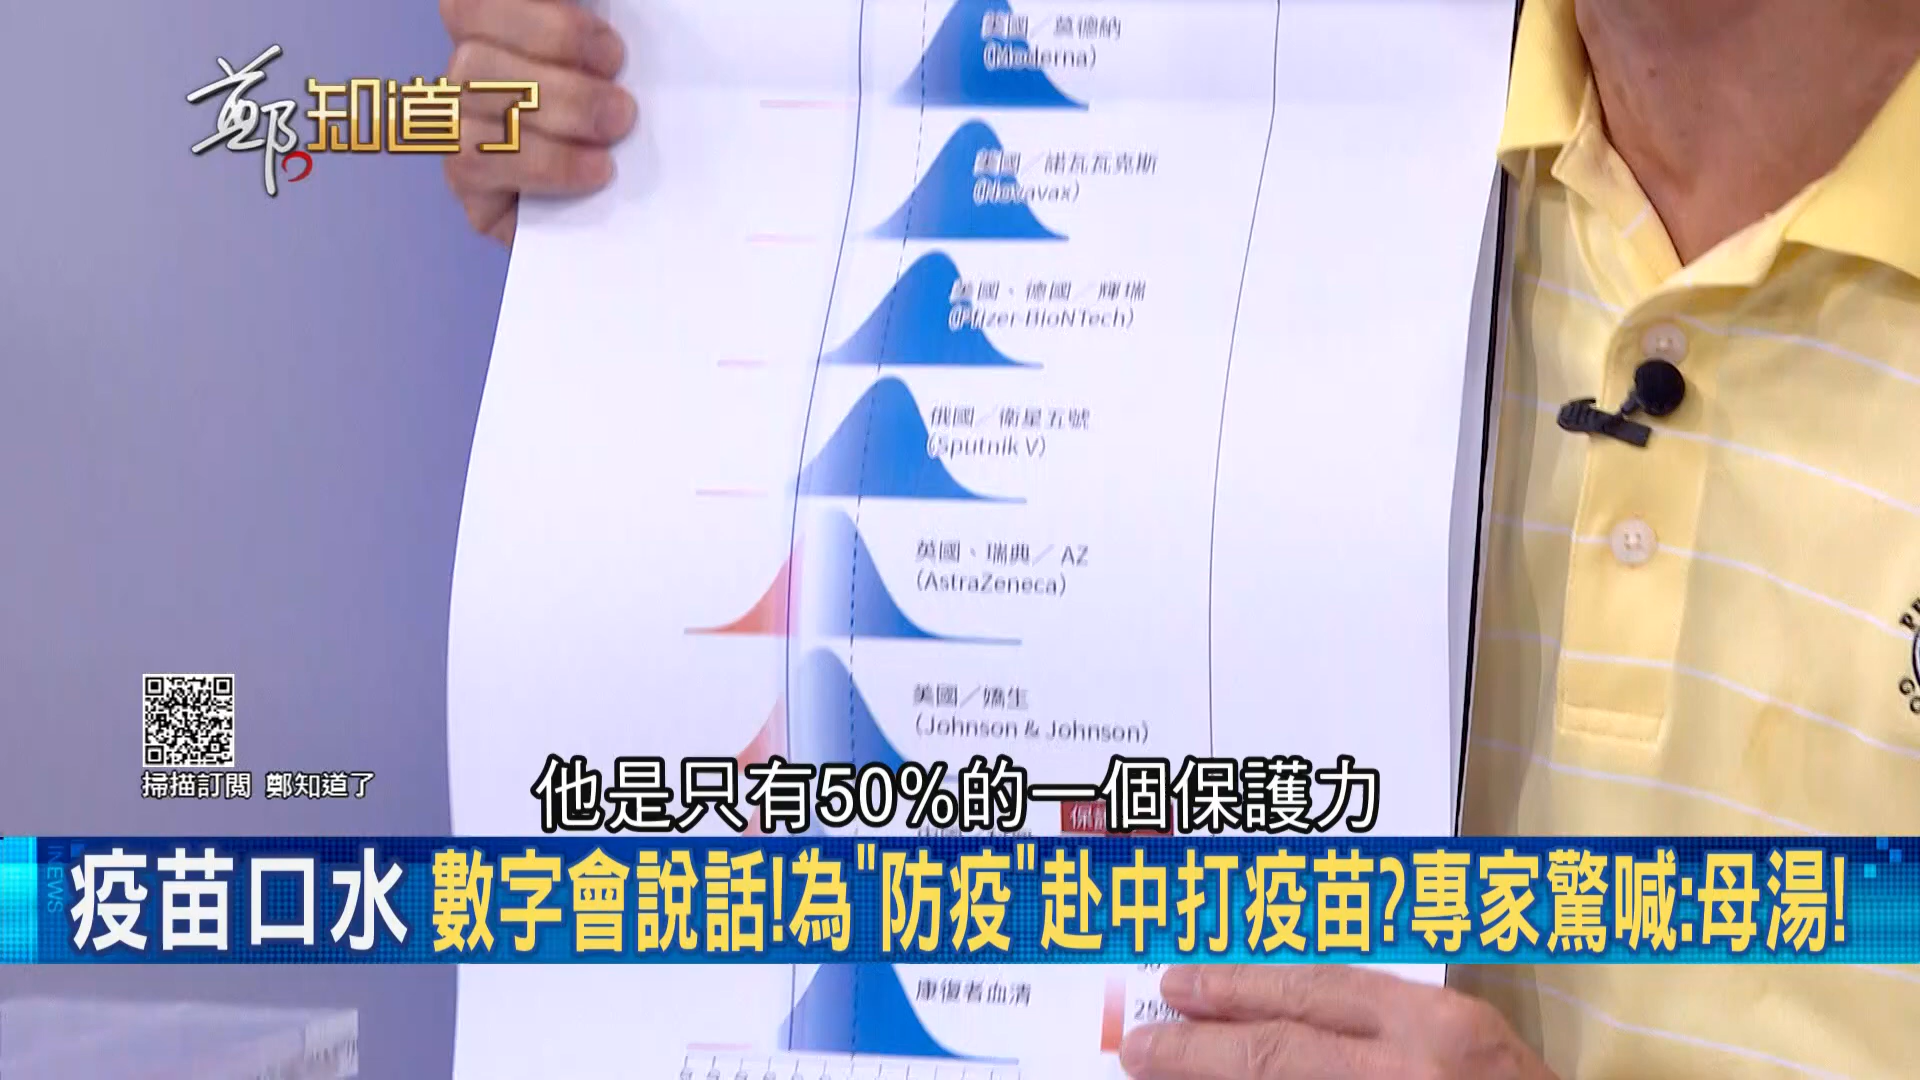 鄭知道了
美國／莫德納
(Moderna)
美國／諾瓦瓦克斯
(Novavax)
美國、德國／輝瑞
(Pfizer-BioNTech)
俄國／衛星五號
(Sputnik V)
英國、瑞典／AZ
(AstraZeneca)
美國／嬌生
(Johnson & Johnson)
掃描訂閱 鄭知道了
他是只有50%的一個保護力
INEWS
疫苗口水 數字會說話!為"防疫"赴中打疫苗?專家驚喊:母湯!
康復者血清
25%